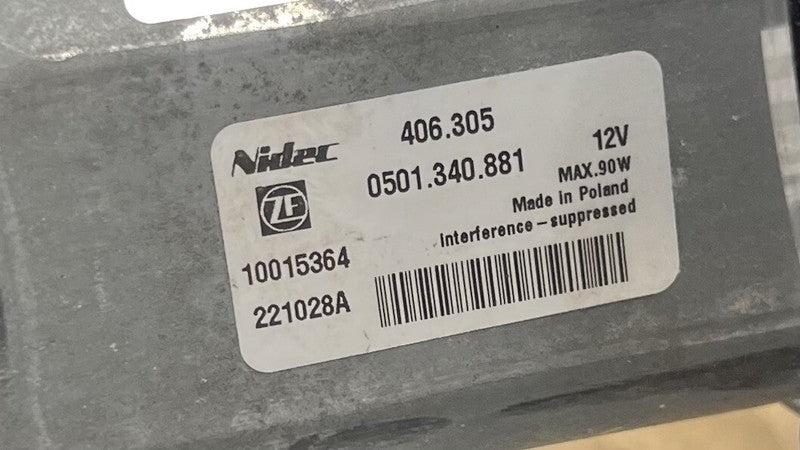 Nidec
406.305
12V
0501.340.881
MAX.90W
ZF
Made in Poland
Interference-suppressed
10015364
221028A